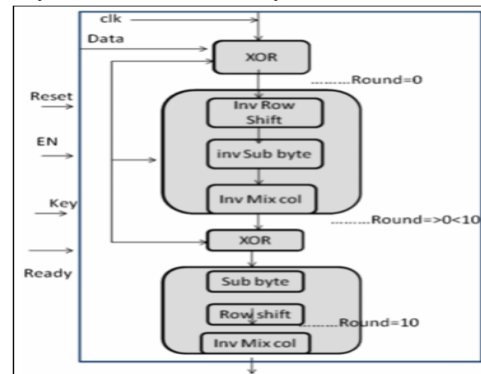 clk
Data
XOR
Round=0
Reset
Inv Row
Shift
EN
inv Sub byte
Key
Inv Mix col
Round=>0<10
XOR
Ready
Sub byte
Row shift
Round=10
Inv Mix col